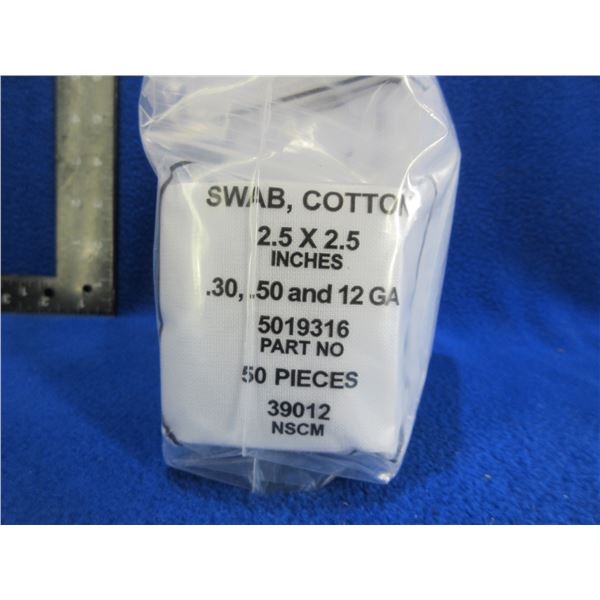 SWAB, COTTON
2.5 X 2.5
INCHES
.30, .50 and 12 GA
5019316
PART NO
50 PIECES
39012
NSCM